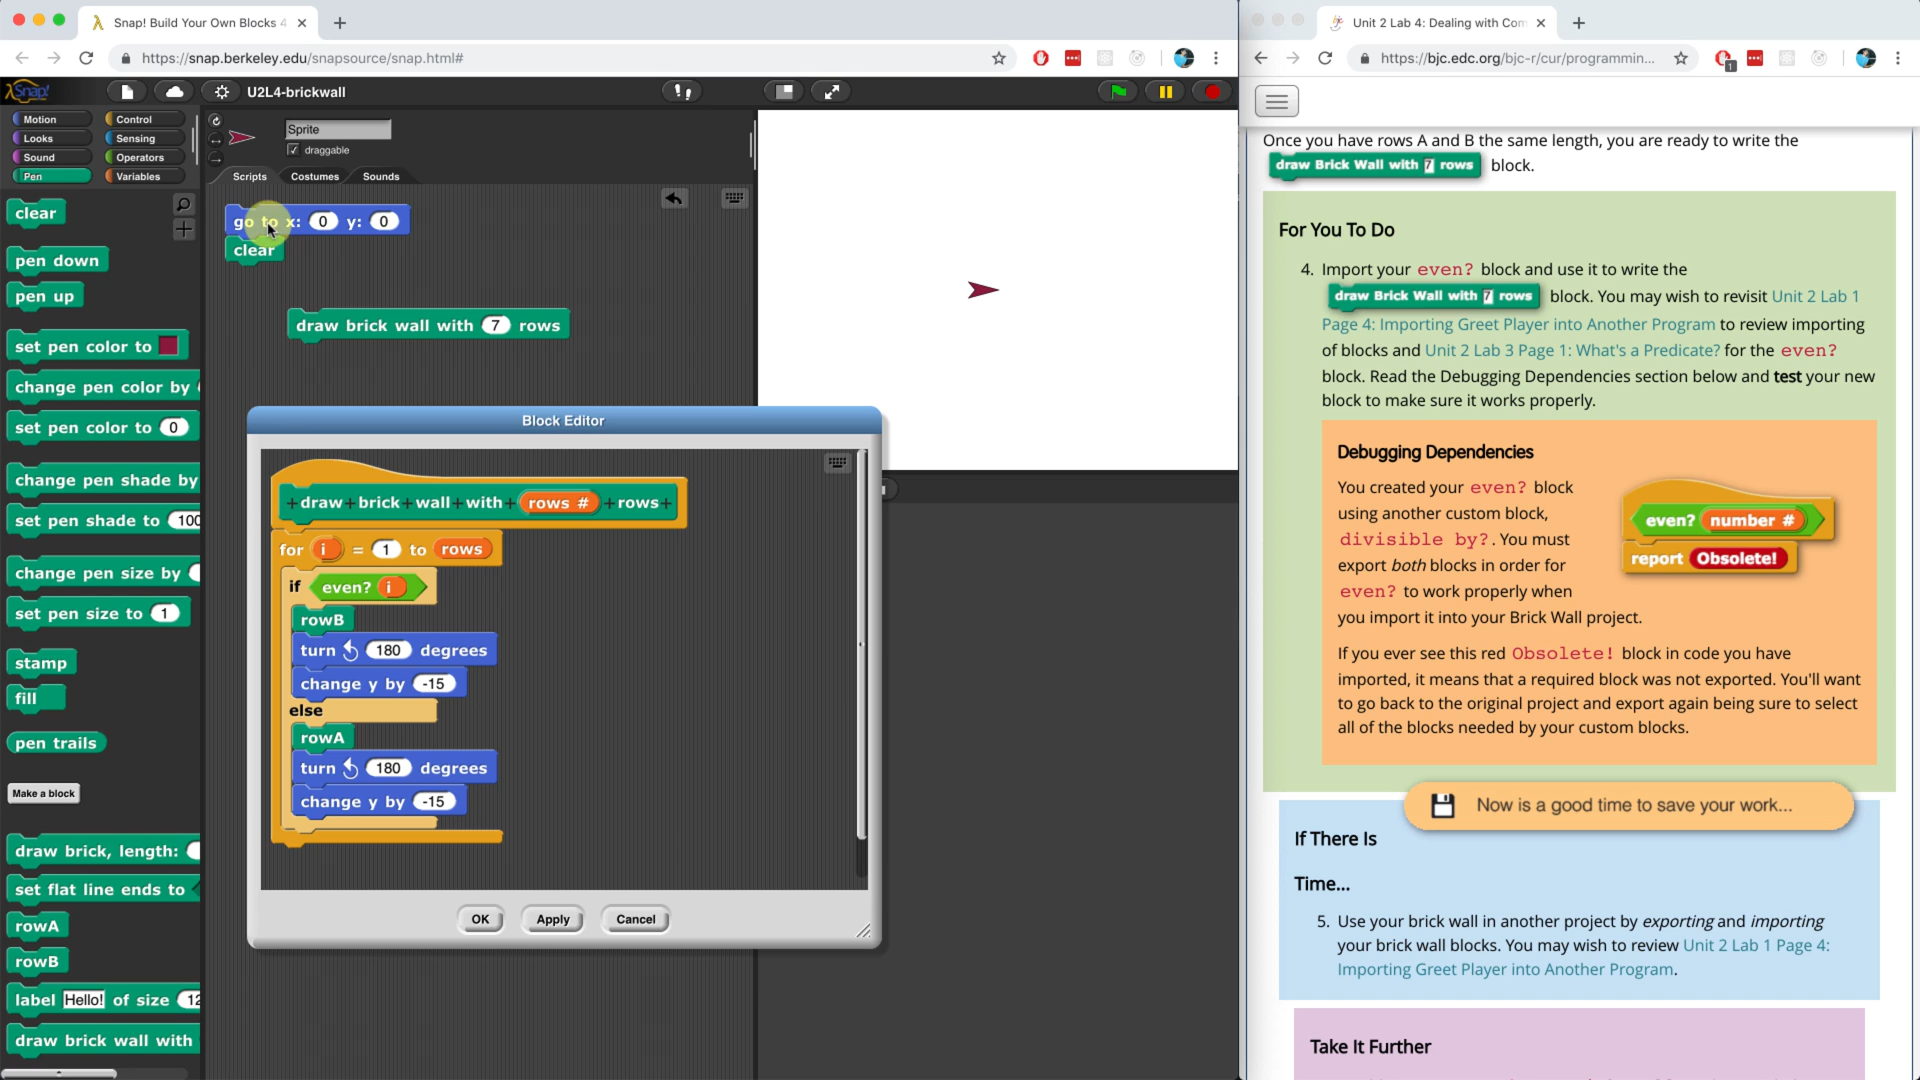 Snap! Build Your Own Blocks 4
https://snap.berkeley.edu/snapsource/snap.html#
Snap!
U2L4-brickwall
Motion
Looks
Sound
Pen
Control
Sensing
Operators
Variables
Sprite
draggable
Scripts
Costumes
Sounds
clear
pen down
pen up
set pen color to
change pen color by
set pen color to 0
change pen shade by
set pen shade to 100
change pen size by
set pen size to 1
stamp
fill
pen trails
Make a block
draw brick, length:
set flat line ends to
rowA
rowB
label Hello! of size 12
draw brick wall with
go to x: 0 y: 0
clear
draw brick wall with 7 rows
Block Editor
+draw+brick+wall+with+ rows # +rows+
for i = 1 to rows
if even? i
rowB
turn 180 degrees
change y by -15
else
rowA
turn 180 degrees
change y by -15
OK
Apply
Cancel
Unit 2 Lab 4: Dealing with Com
1
https://bjc.edc.org/bjc-r/cur/programmin...
Once you have rows A and B the same length, you are ready to write the
draw Brick Wall with 7 rows block.
For You To Do
4. Import your even? block and use it to write the
draw Brick Wall with 7 rows block. You may wish to revisit Unit 2 Lab 1
Page 4: Importing Greet Player into Another Program to review importing
of blocks and Unit 2 Lab 3 Page 1: What's a Predicate? for the even?
block. Read the Debugging Dependencies section below and test your new
block to make sure it works properly.
Debugging Dependencies
You created your even? block
using another custom block,
divisible by?. You must
export both blocks in order for
even? to work properly when
you import it into your Brick Wall project.
even? number #
report Obsolete!
If you ever see this red Obsolete! block in code you have
imported, it means that a required block was not exported. You'll want
to go back to the original project and export again being sure to select
all of the blocks needed by your custom blocks.
Now is a good time to save your work...
If There Is
Time...
5. Use your brick wall in another project by exporting and importing
your brick wall blocks. You may wish to review Unit 2 Lab 1 Page 4:
Importing Greet Player into Another Program.
Take It Further